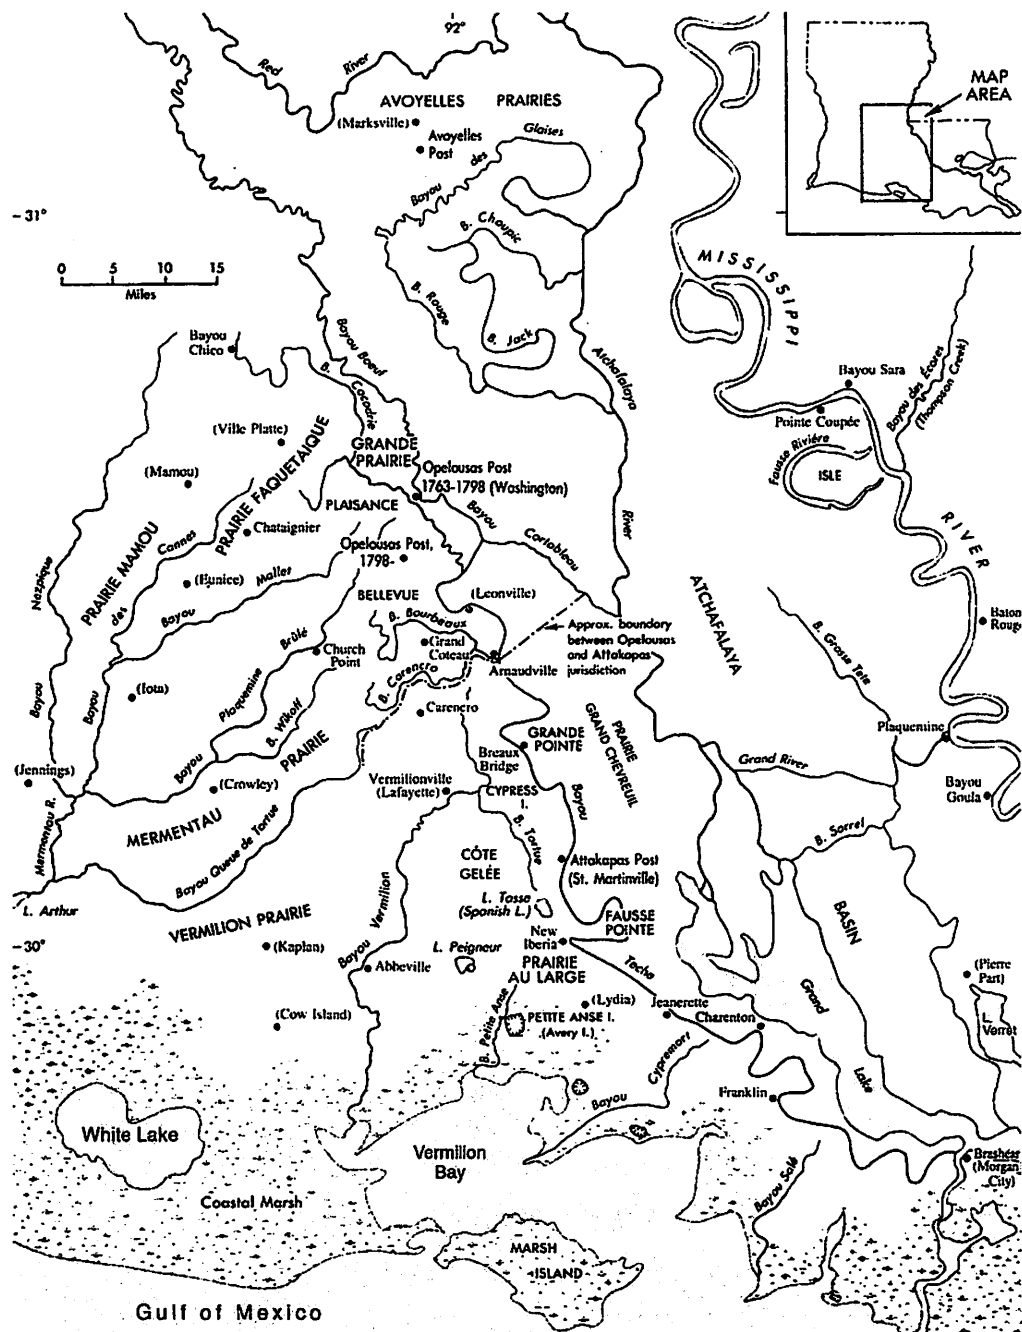 92°
Red River
MAP
AREA
AVOYELLES PRAIRIES
(Marksville)
Avoyelles
Post
Bayou des Glaises
-31°
B. Choupic
MISSISSIPPI
0 5 10 15
Miles
B. Rouge
B. Jack
Bayou
Chico
Bayou Boeuf
B. Cocodrie
Atchafalaya
Bayou Sara
Pointe Coupée
Bayou des Écores
(Thompson Creek)
(Ville Platte)
GRANDE
PRAIRIE
Fausse Rivière
ISLE
(Mamou)
PRAIRIE FAQUETAIQUE
Opelousas Post
1763-1798 (Washington)
PLAISANCE
Bayou Cortableau
River
RIVER
PRAIRIE MAMOU
Cannes
Chataignier
Opelousas Post,
1798-
Nezpique
des
(Eunice)
Bayou Mallet
BELLEVUE
(Leonville)
ATCHAFALAYA
Baton
Rouge
B. Bourbeaux
Approx. boundary
between Opelousas
and Attakapas
jurisdiction
Brûlé
Church
Point
Grand
Coteau
Arnaudville
B. Grosse Tete
Bayou
Bayou
(Iota)
Plaquemine
B. Wikoff
B. Carencro
Carencro
PRAIRIE
GRAND CHEVREUIL
GRANDE
POINTE
Plaquemine
Bayou
PRAIRIE
Breaux
Bridge
Grand River
(Jennings)
(Crowley)
Vermilionville
(Lafayette)
CYPRESS
I.
Bayou
Bayou
Goula
Mermentau R.
MERMENTAU
Bayou Queue de Tortue
B. Tortue
B. Sorrel
CÔTE
GELÉE
Attakapas Post
(St. Martinville)
L. Arthur
Bayou Vermilion
L. Tasse
(Spanish L.)
BASIN
VERMILION PRAIRIE
FAUSSE
POINTE
-30°
(Kaplan)
L. Peigneur
New
Iberia
Abbeville
PRAIRIE
AU LARGE
Teche
(Pierre
Part)
(Cow Island)
B. Petite Anse
(Lydia)
Jeanerette
Charenton
Grand
Lake
PETITE ANSE I.
(Avery I.)
L.
Verret
Bayou Cypremort
Franklin
White Lake
Vermilion
Bay
Brashear
(Morgan
City)
Bayou Salé
Coastal Marsh
MARSH
ISLAND
Gulf of Mexico